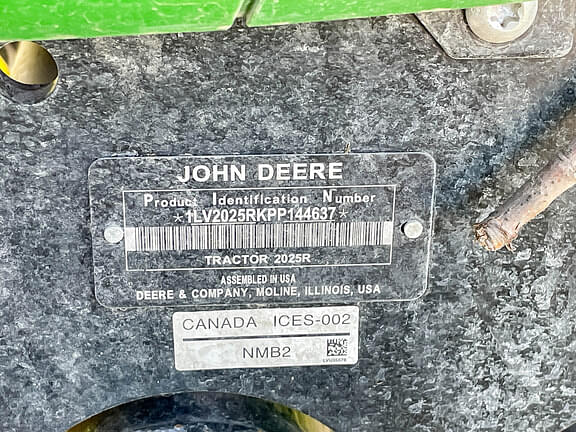 JOHN DEERE
Product Identification Number
*1LV2025RKPP144637*
TRACTOR 2025R
ASSEMBLED IN USA
DEERE & COMPANY, MOLINE, ILLINOIS, USA
CANADA ICES-002
NMB2